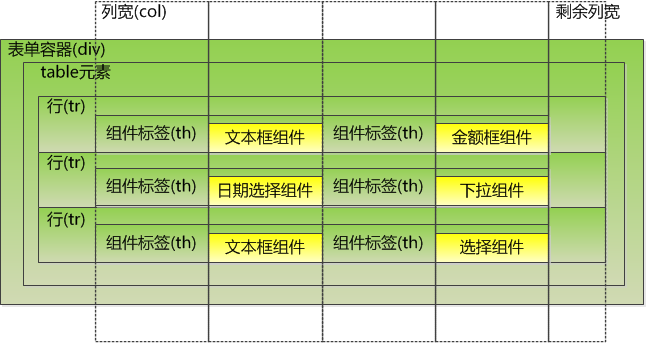 列宽(col) 剩余列宽
表单容器(div)
table元素
行(tr)
组件标签(th) 文本框组件 组件标签(th) 金额框组件
行(tr)
组件标签(th) 日期选择组件 组件标签(th) 下拉组件
行(tr)
组件标签(th) 文本框组件 组件标签(th) 选择组件